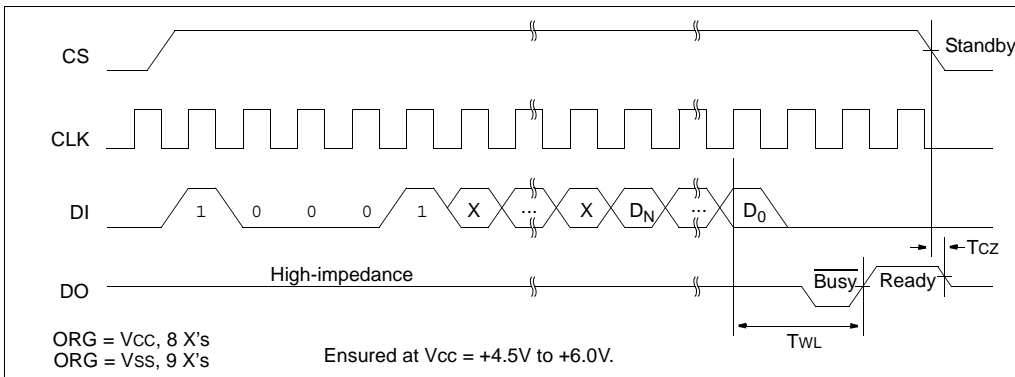 CS
Standby
CLK
DI 1 0 0 0 1 X ... X DN ... D0
TCZ
High-impedance
DO
Busy Ready
TWL
ORG = VCC, 8 X's
ORG = VSS, 9 X's
Ensured at VCC = +4.5V to +6.0V.